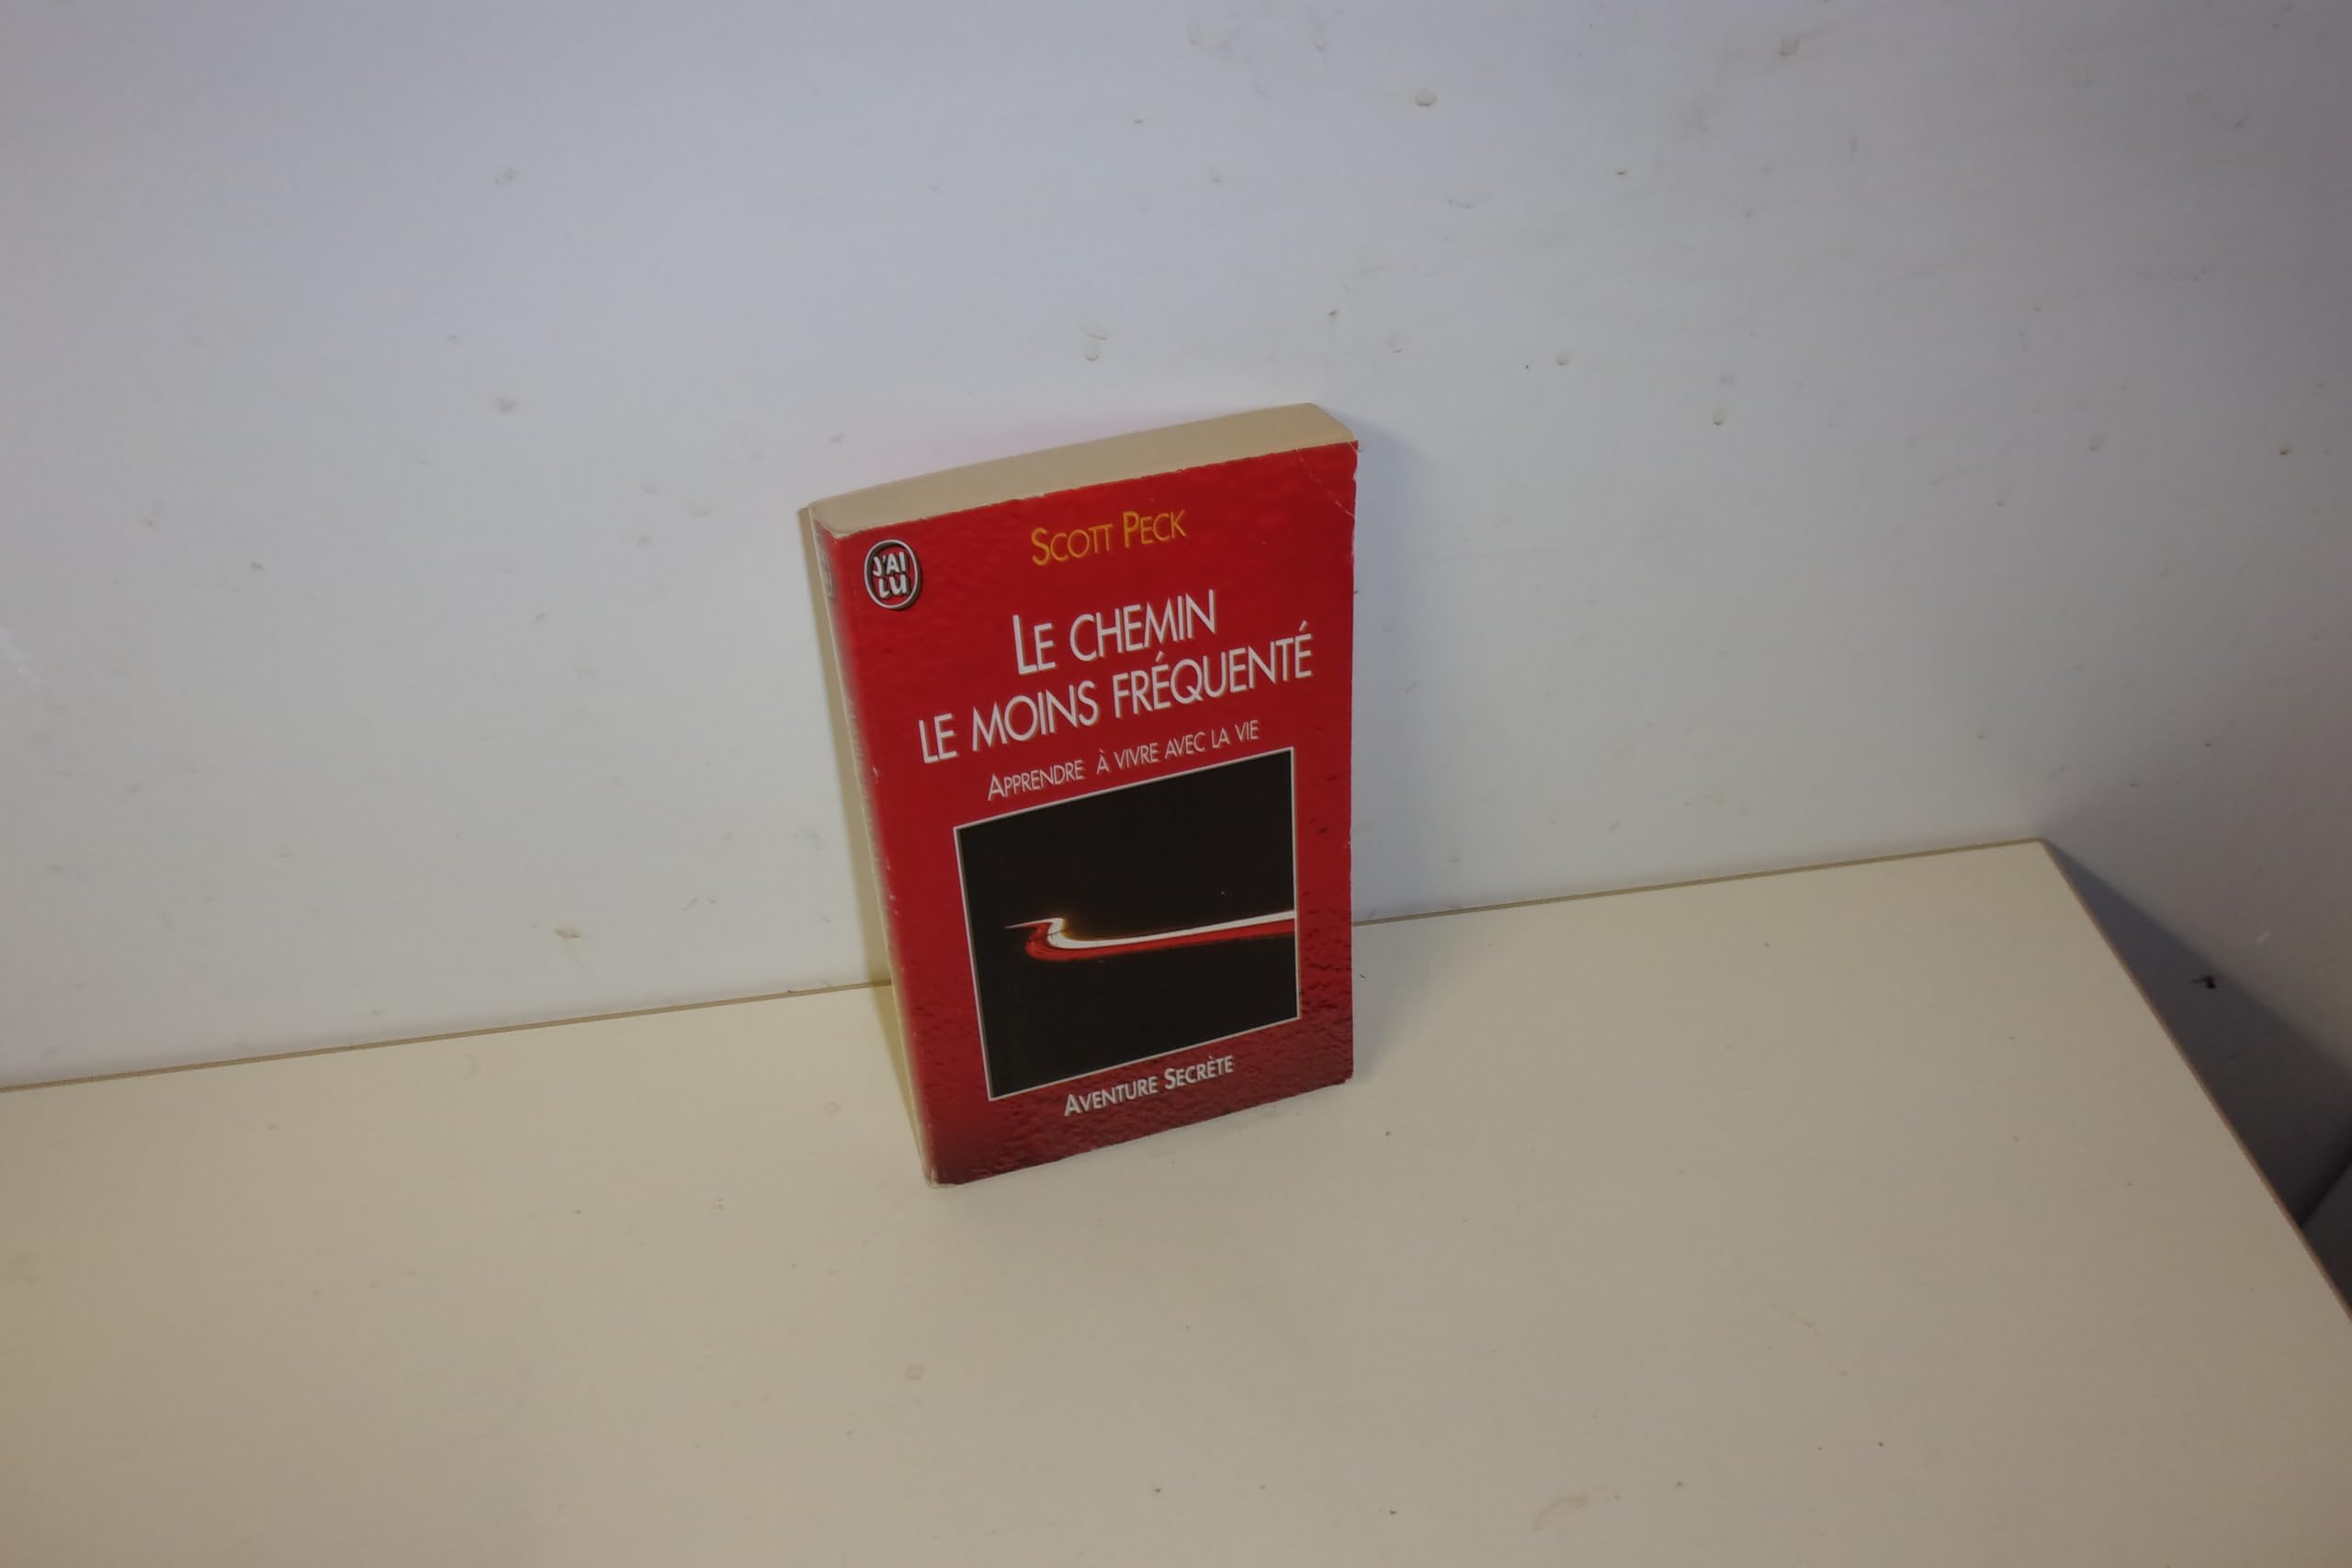 SCOTT PECK
J'AI
LU
LE CHEMIN
LE MOINS FRÉQUENTÉ
APPRENDRE À VIVRE AVEC LA VIE
AVENTURE SECRÈTE